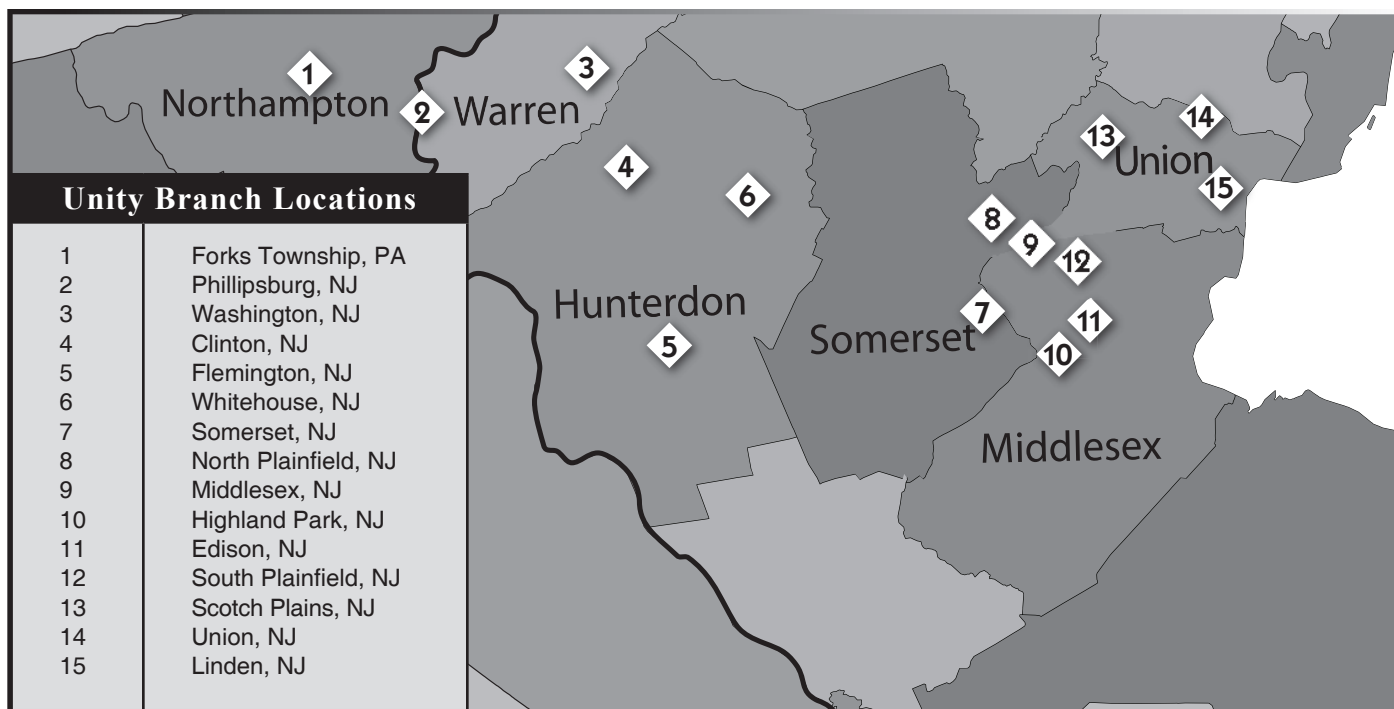 1
3
Northampton
2
Warren
14
13
Union
4
6
15
Unity Branch Locations
8
9
12
1 Forks Township, PA
2 Phillipsburg, NJ
3 Washington, NJ
4 Clinton, NJ
5 Flemington, NJ
6 Whitehouse, NJ
7 Somerset, NJ
8 North Plainfield, NJ
9 Middlesex, NJ
10 Highland Park, NJ
11 Edison, NJ
12 South Plainfield, NJ
13 Scotch Plains, NJ
14 Union, NJ
15 Linden, NJ
Hunterdon
7
11
Somerset
5
10
Middlesex